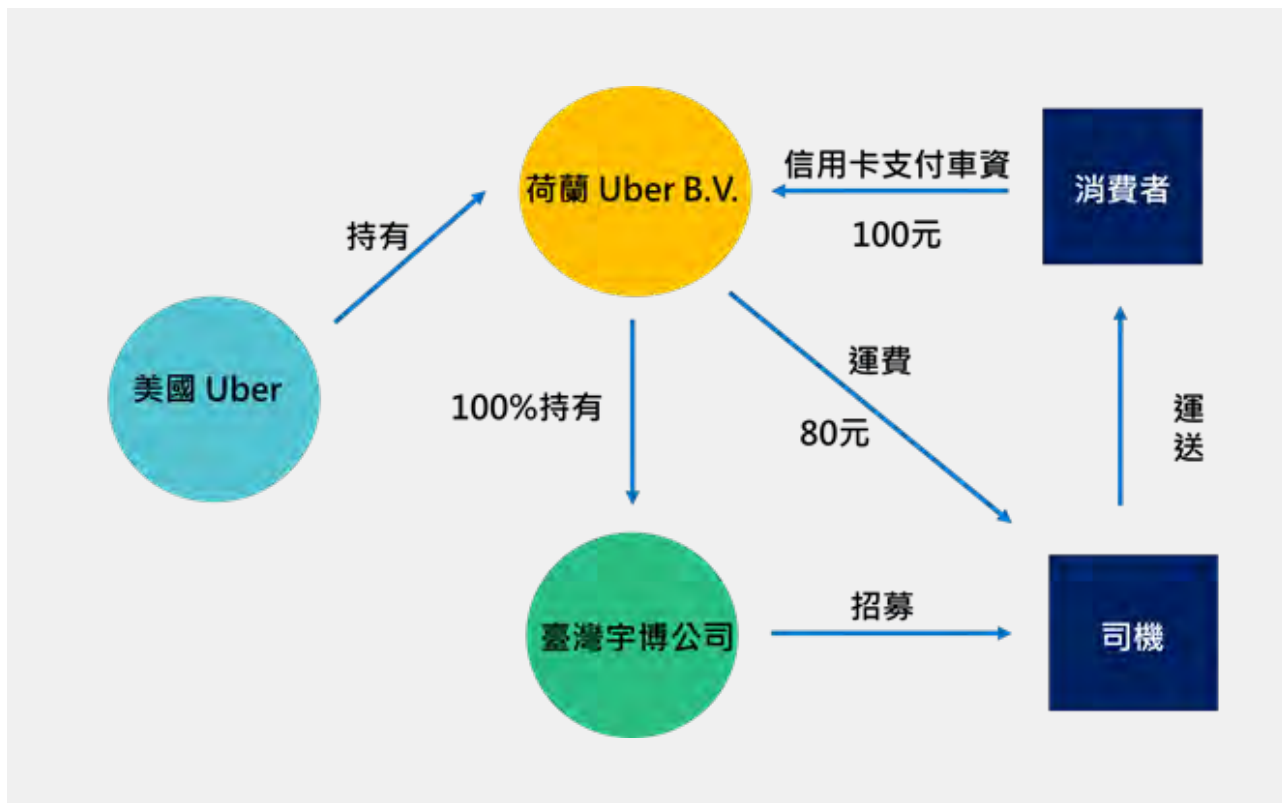 荷蘭 Uber B.V.
信用卡支付車資
100元
消費者
持有
美國 Uber
100%持有
運費
80元
運
送
臺灣宇博公司
招募
司機